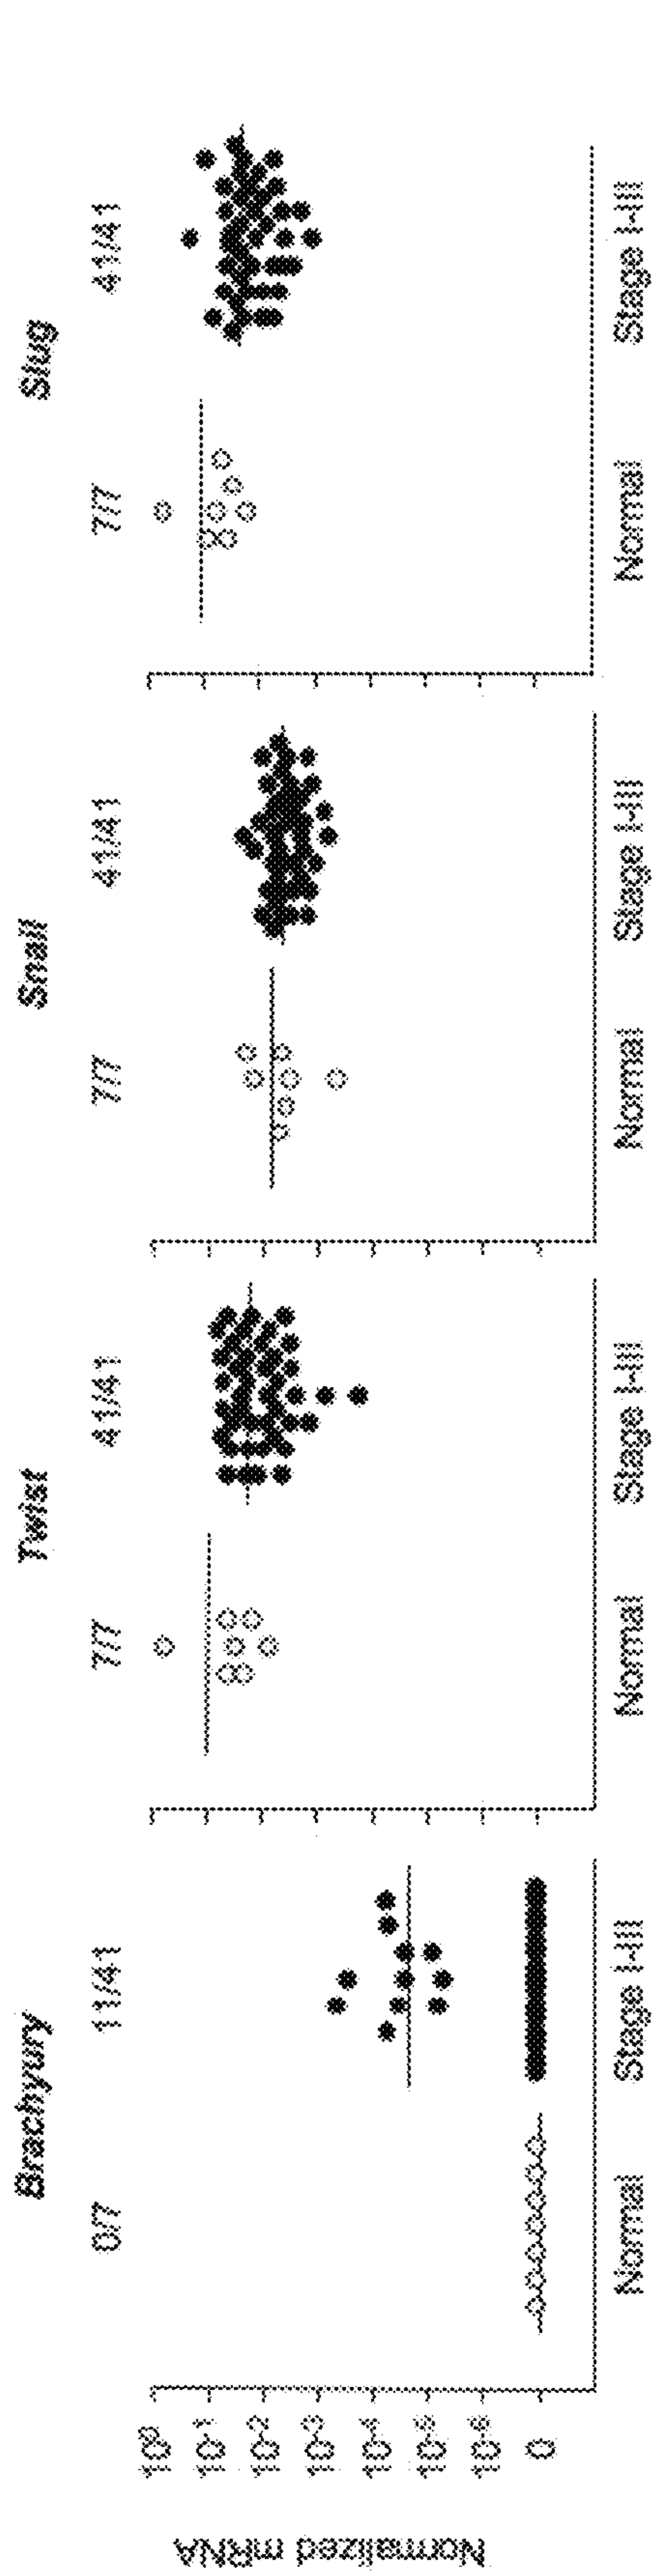 Brachyury
Twist
Snail
Slug
0/7
11/41
7/7
41/41
7/7
41/41
7/7
41/41
Normalized mRNA
10⁰
10⁻¹
10⁻²
10⁻³
10⁻⁴
10⁻⁵
10⁻⁶
0
Normal
Stage I-III
Normal
Stage I-III
Normal
Stage I-III
Normal
Stage I-III